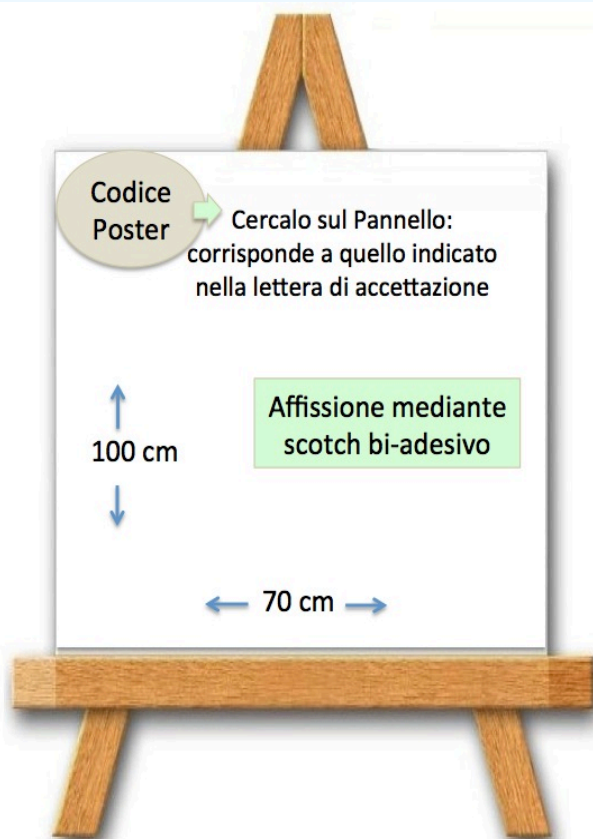 Codice
Poster
Cercalo sul Pannello:
corrisponde a quello indicato
nella lettera di accettazione
Affissione mediante
scotch bi-adesivo
100 cm
70 cm